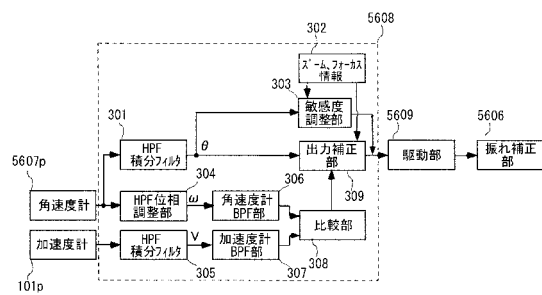 5608
302
ズーム、フォーカス
情報
303
敏感度
調整部
301
5609
5606
HPF
積分フィルタ
θ
出力補正
部
309
駆動部
振れ補正
部
5607p
304
306
角速度計
HPF位相
調整部
ω
角速度計
BPF部
比較部
308
加速度計
HPF
積分フィルタ
V
加速度計
BPF部
101p
305
307